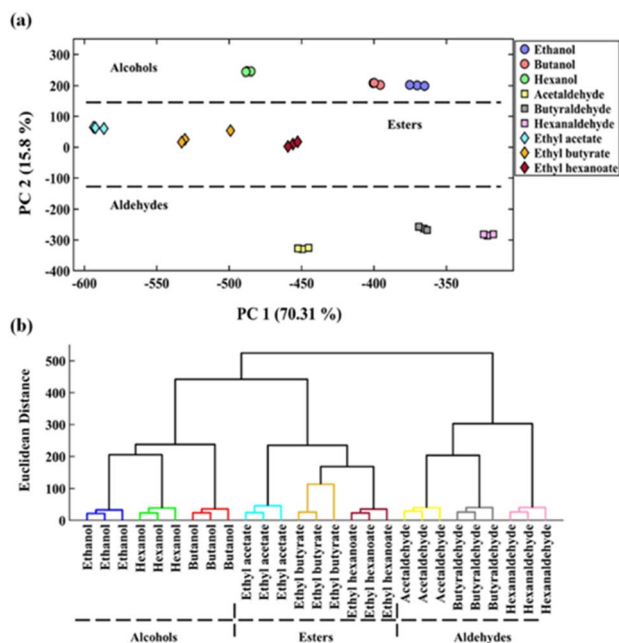 (a)
PC 2 (15.8 %)
400
300
200
100
0
-100
-200
-300
-400
Alcohols
Esters
Aldehydes
Ethanol
Butanol
Hexanol
Acetaldehyde
Butyraldehyde
Hexanaldehyde
Ethyl acetate
Ethyl butyrate
Ethyl hexanoate
-600
-550
-500
-450
-400
-350
PC 1 (70.31 %)
(b)
Euclidean Distance
500
400
300
200
100
0
Ethanol
Ethanol
Ethanol
Hexanol
Hexanol
Hexanol
Butanol
Butanol
Butanol
Ethyl acetate
Ethyl acetate
Ethyl acetate
Ethyl butyrate
Ethyl butyrate
Ethyl butyrate
Ethyl hexanoate
Ethyl hexanoate
Ethyl hexanoate
Acetaldehyde
Acetaldehyde
Acetaldehyde
Butyraldehyde
Butyraldehyde
Butyraldehyde
Hexanaldehyde
Hexanaldehyde
Hexanaldehyde
Alcohols
Esters
Aldehydes